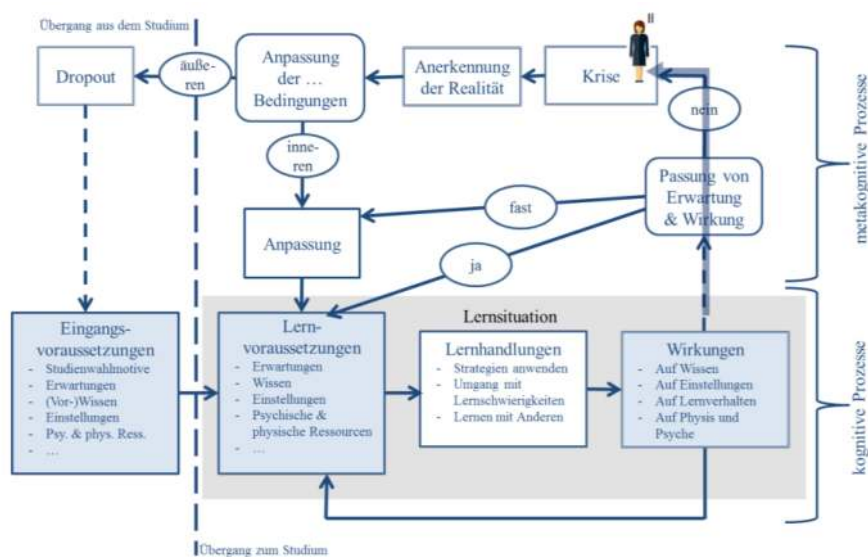 Übergang aus dem Studium
Dropout
äuße-
ren
Anpassung
der …
Bedingungen
Anerkennung
der Realität
Krise
nein
inne-
ren
Passung von
Erwartung
& Wirkung
fast
Anpassung
ja
metakognitive Prozesse
Eingangs-
voraussetzungen
- Studienwahlmotive
- Erwartungen
- (Vor-)Wissen
- Einstellungen
- Psy. & phys. Ress.
- …
Lernsituation
Lern-
voraussetzungen
- Erwartungen
- Wissen
- Einstellungen
- Psychische &
physische Ressourcen
- …
Lernhandlungen
- Strategien anwenden
- Umgang mit
Lernschwierigkeiten
- Lernen mit Anderen
Wirkungen
- Auf Wissen
- Auf Einstellungen
- Auf Lernverhalten
- Auf Physis und
Psyche
kognitive Prozesse
Übergang zum Studium